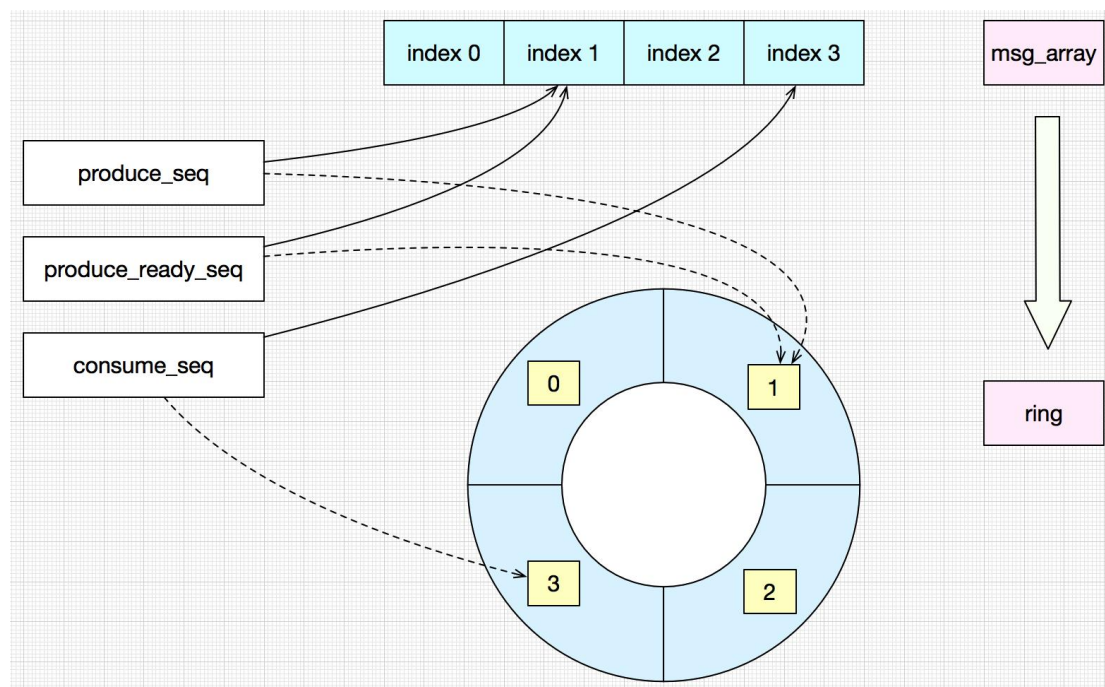 index 0
index 1
index 2
index 3
msg_array
produce_seq
produce_ready_seq
consume_seq
0
1
ring
3
2